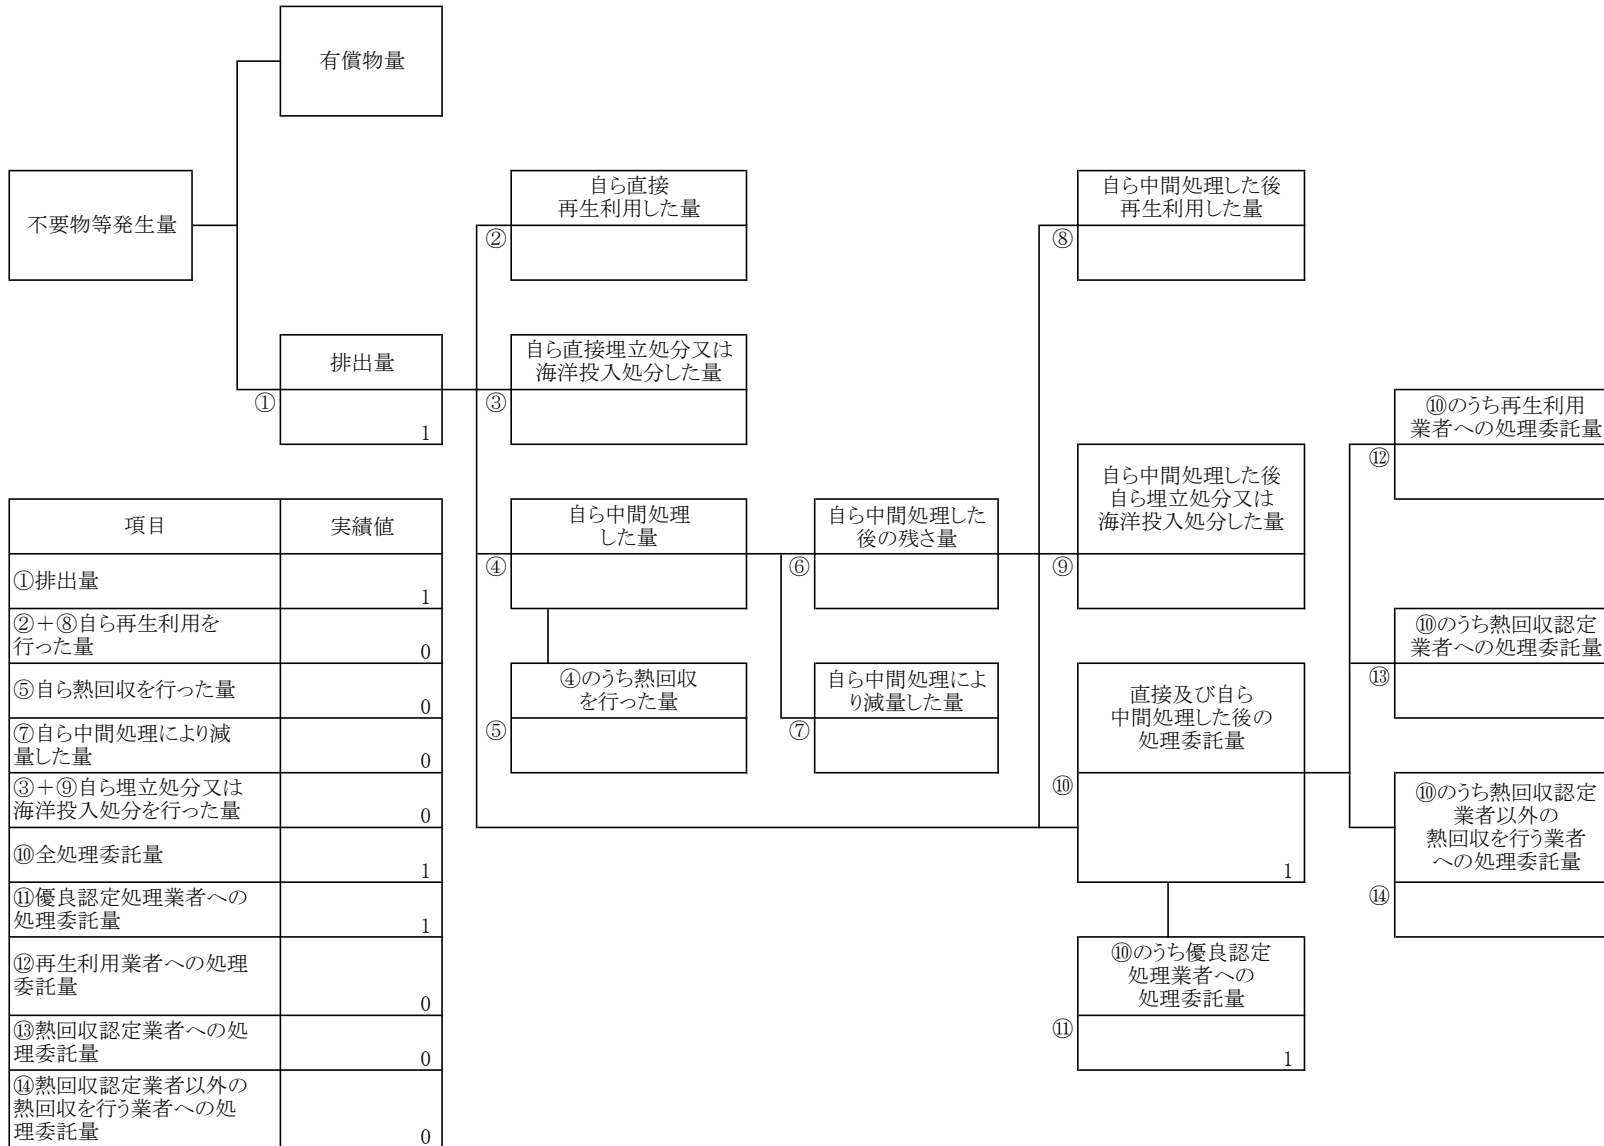 有償物量
不要物等発生量
自ら直接
再生利用した量
②
自ら中間処理した後
再生利用した量
⑧
排出量
①
1
自ら直接埋立処分又は
海洋投入処分した量
③
⑩のうち再生利用
業者への処理委託量
⑫
自ら中間処理
した量
④
自ら中間処理した
後の残さ量
⑥
自ら中間処理した後
自ら埋立処分又は
海洋投入処分した量
⑨
⑩のうち熱回収認定
業者への処理委託量
⑬
④のうち熱回収
を行った量
⑤
自ら中間処理によ
り減量した量
⑦
直接及び自ら
中間処理した後の
処理委託量
⑩
1
⑩のうち熱回収認定
業者以外の
熱回収を行う業者
への処理委託量
⑭
⑩のうち優良認定
処理業者への
処理委託量
⑪
1
項目 実績値
①排出量
1
②+⑧自ら再生利用を
行った量
0
⑤自ら熱回収を行った量
0
⑦自ら中間処理により減
量した量
0
③+⑨自ら埋立処分又は
海洋投入処分を行った量
0
⑩全処理委託量
1
⑪優良認定処理業者への
処理委託量
1
⑫再生利用業者への処理
委託量
0
⑬熱回収認定業者への処
理委託量
0
⑭熱回収認定業者以外の
熱回収を行う業者への処
理委託量
0